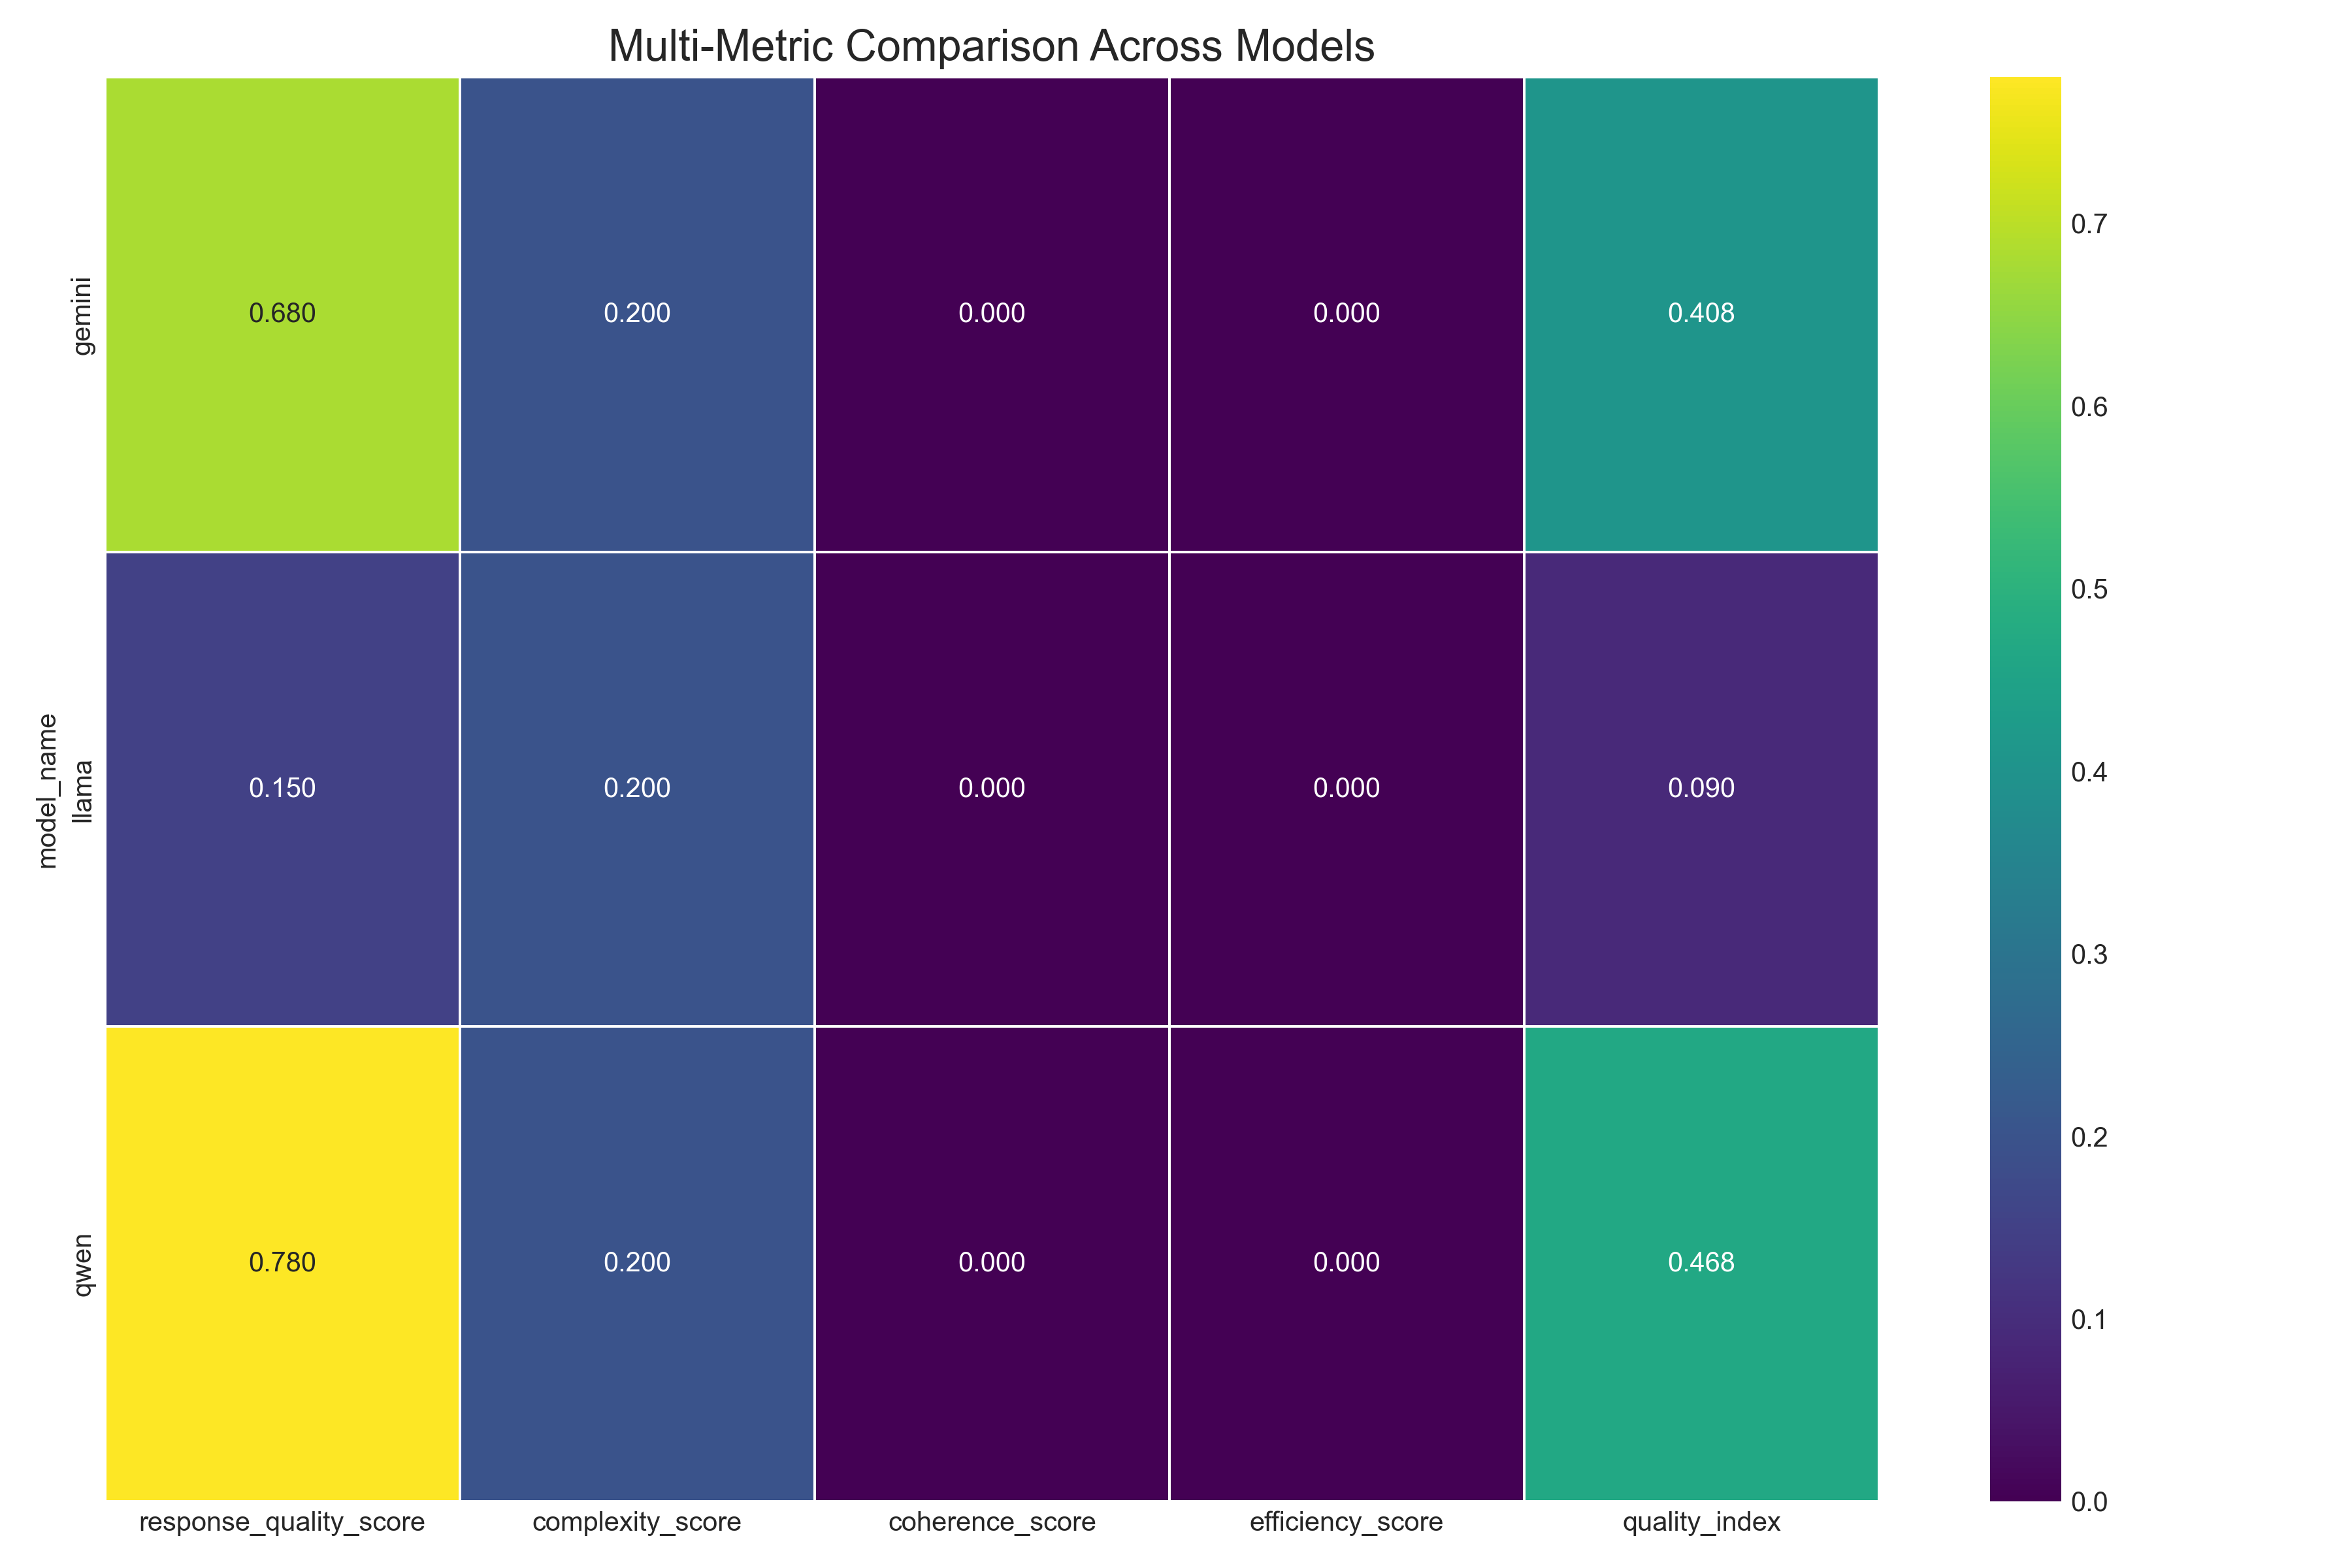 Multi-Metric Comparison Across Models
model_name
gemini
0.680 0.200 0.000 0.000 0.408
llama
0.150 0.200 0.000 0.000 0.090
qwen
0.780 0.200 0.000 0.000 0.468
response_quality_score complexity_score coherence_score efficiency_score quality_index
0.7
0.6
0.5
0.4
0.3
0.2
0.1
0.0